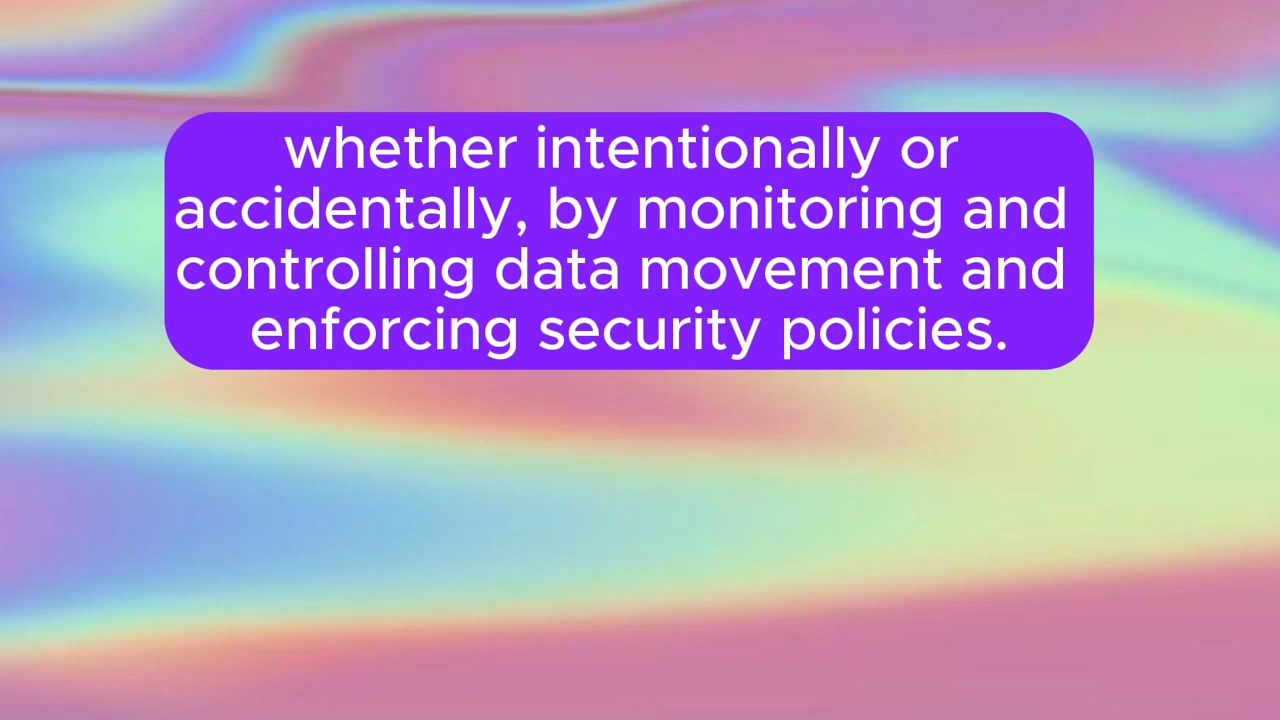 whether intentionally or
accidentally, by monitoring and
controlling data movement and
enforcing security policies.